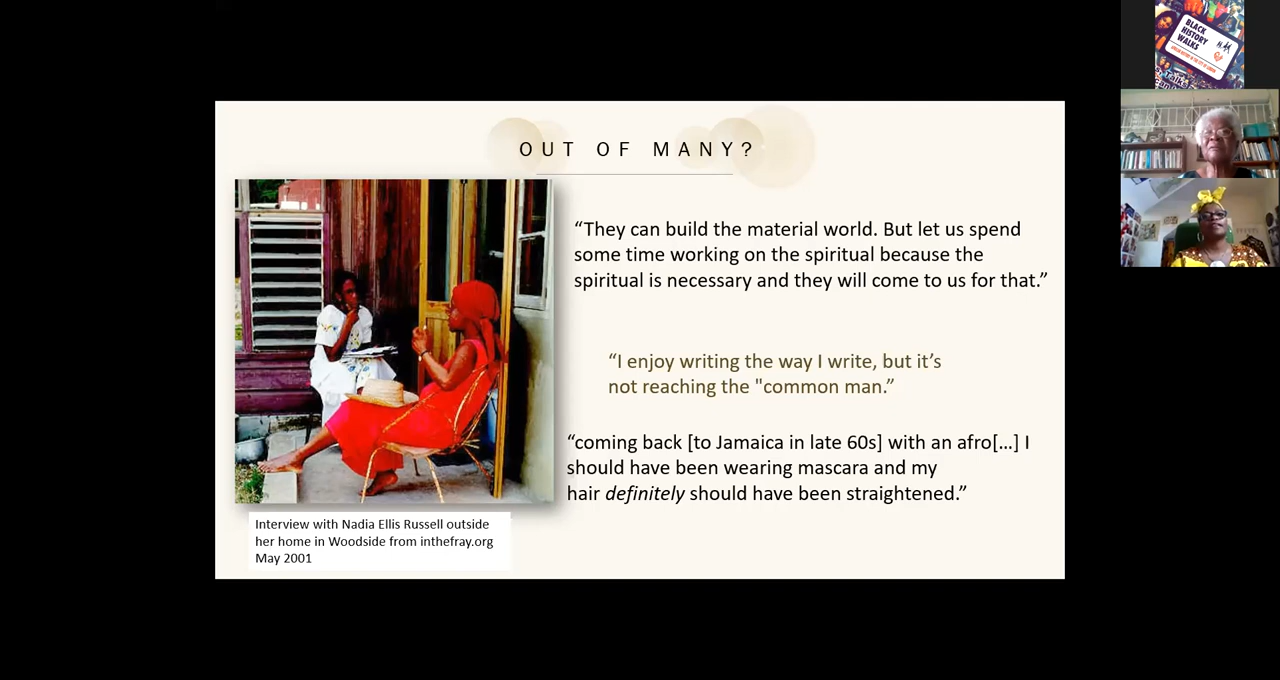 OUT OF MANY?
“They can build the material world. But let us spend
some time working on the spiritual because the
spiritual is necessary and they will come to us for that.”
“I enjoy writing the way I write, but it’s
not reaching the "common man.”
“coming back [to Jamaica in late 60s] with an afro[...] I
should have been wearing mascara and my
hair definitely should have been straightened.”
Interview with Nadia Ellis Russell outside
her home in Woodside from inthefray.org
May 2001
BLACK
HISTORY
WALKS